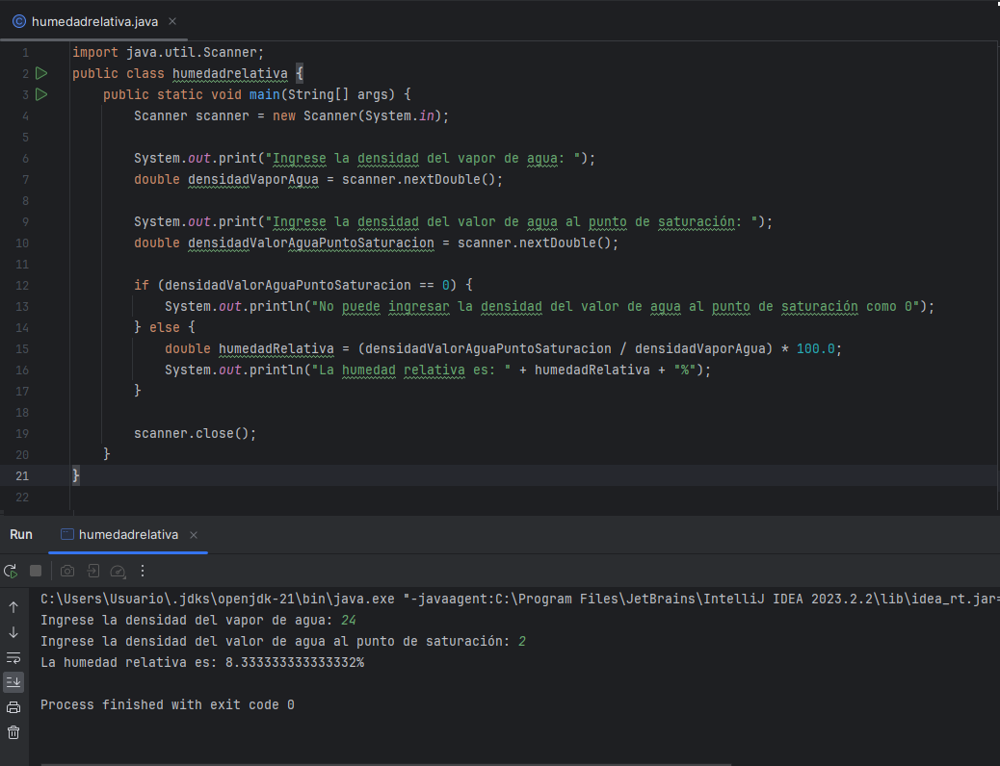 humedadrelativa.java
1 import java.util.Scanner;
2 public class humedadrelativa {
3     public static void main(String[] args) {
4         Scanner scanner = new Scanner(System.in);
5
6         System.out.print("Ingrese la densidad del vapor de agua: ");
7         double densidadVaporAgua = scanner.nextDouble();
8
9         System.out.print("Ingrese la densidad del valor de agua al punto de saturación: ");
10         double densidadValorAguaPuntoSaturacion = scanner.nextDouble();
11
12         if (densidadValorAguaPuntoSaturacion == 0) {
13             System.out.println("No puede ingresar la densidad del valor de agua al punto de saturación como 0");
14         } else {
15             double humedadRelativa = (densidadValorAguaPuntoSaturacion / densidadVaporAgua) * 100.0;
16             System.out.println("La humedad relativa es: " + humedadRelativa + "%");
17         }
18
19         scanner.close();
20     }
21 }
22
Run humedadrelativa
C:\Users\Usuario\.jdks\openjdk-21\bin\java.exe "-javaagent:C:\Program Files\JetBrains\IntelliJ IDEA 2023.2.2\lib\idea_rt.jar=
Ingrese la densidad del vapor de agua: 24
Ingrese la densidad del valor de agua al punto de saturación: 2
La humedad relativa es: 8.333333333333332%
Process finished with exit code 0